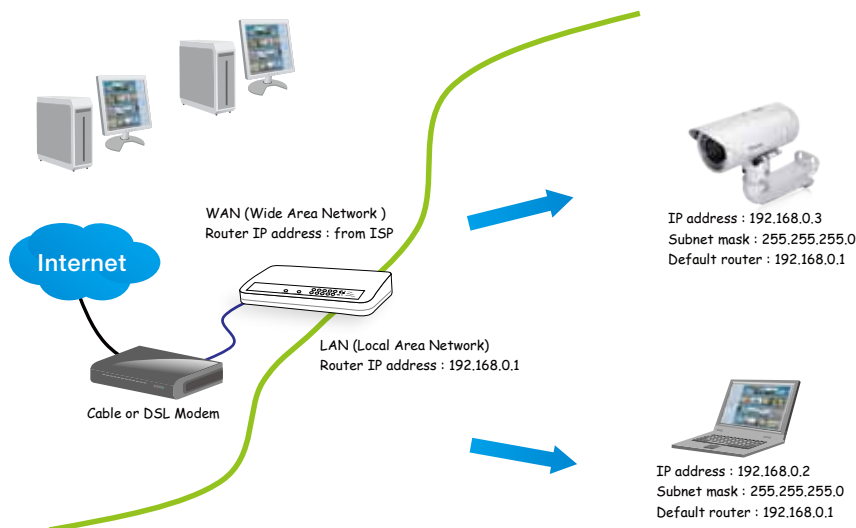 WAN (Wide Area Network )
Router IP address : from ISP
Internet
LAN (Local Area Network)
Router IP address : 192.168.0.1
Cable or DSL Modem
IP address : 192.168.0.3
Subnet mask : 255.255.255.0
Default router : 192.168.0.1
IP address : 192.168.0.2
Subnet mask : 255.255.255.0
Default router : 192.168.0.1